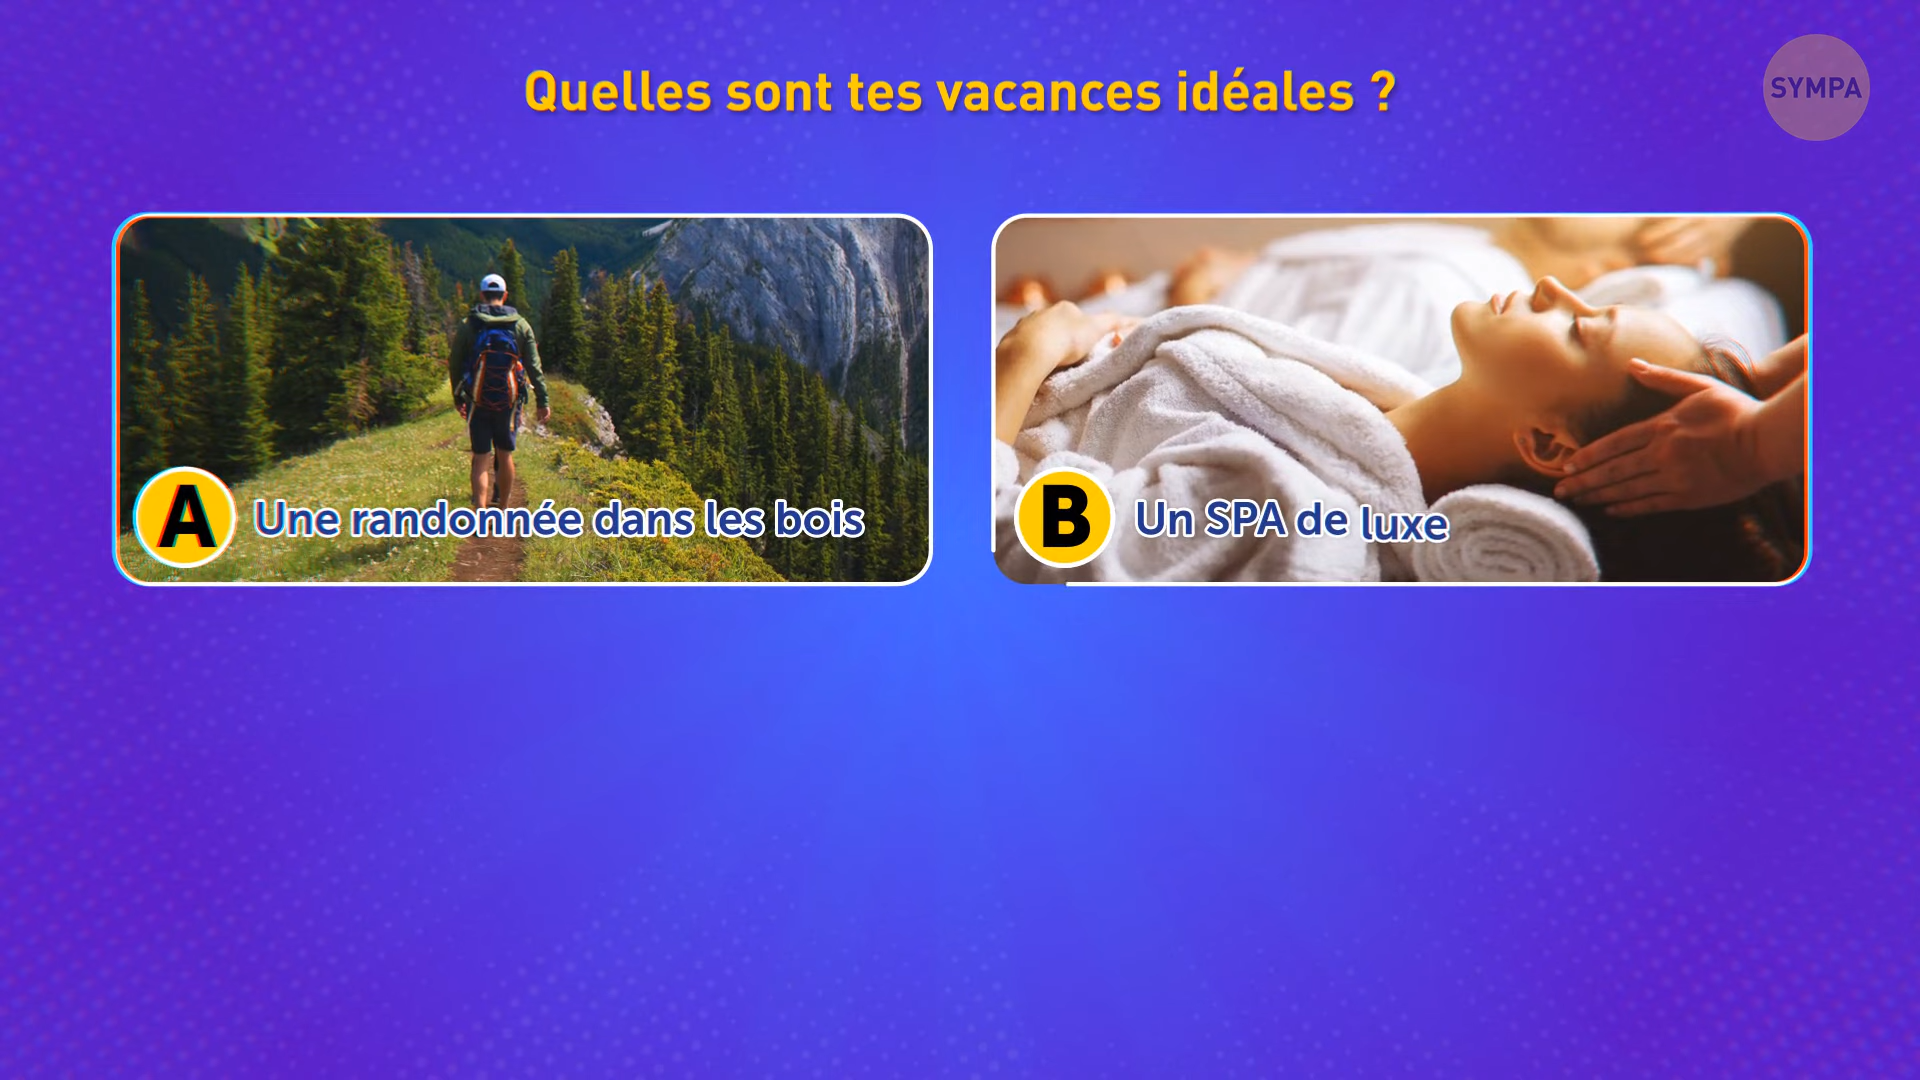 Quelles sont tes vacances idéales ?
SYMPA
A Une randonnée dans les bois
B Un SPA de luxe